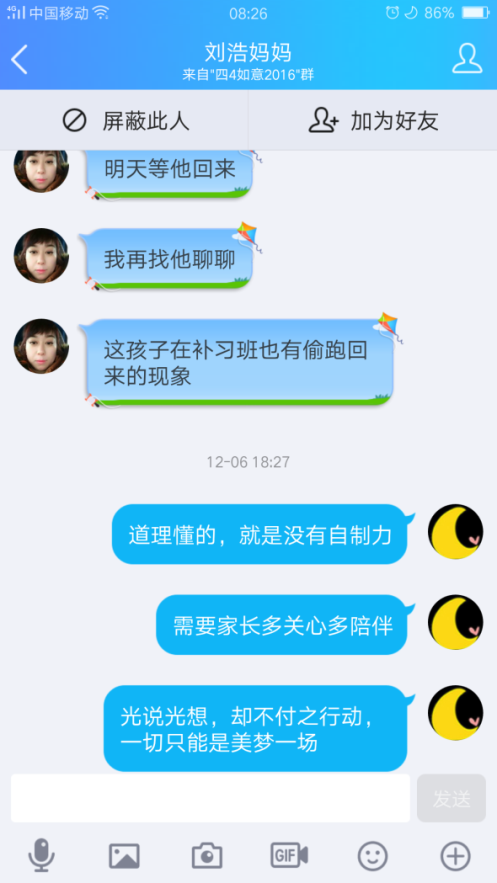 4G 中国移动
08:26
86%
刘浩妈妈
来自"四4如意2016"群
屏蔽此人
加为好友
明天等他回来
我再找他聊聊
这孩子在补习班也有偷跑回
来的现象
12-06 18:27
道理懂的，就是没有自制力
需要家长多关心多陪伴
光说光想，却不付之行动，
一切只能是美梦一场
发送
GIF